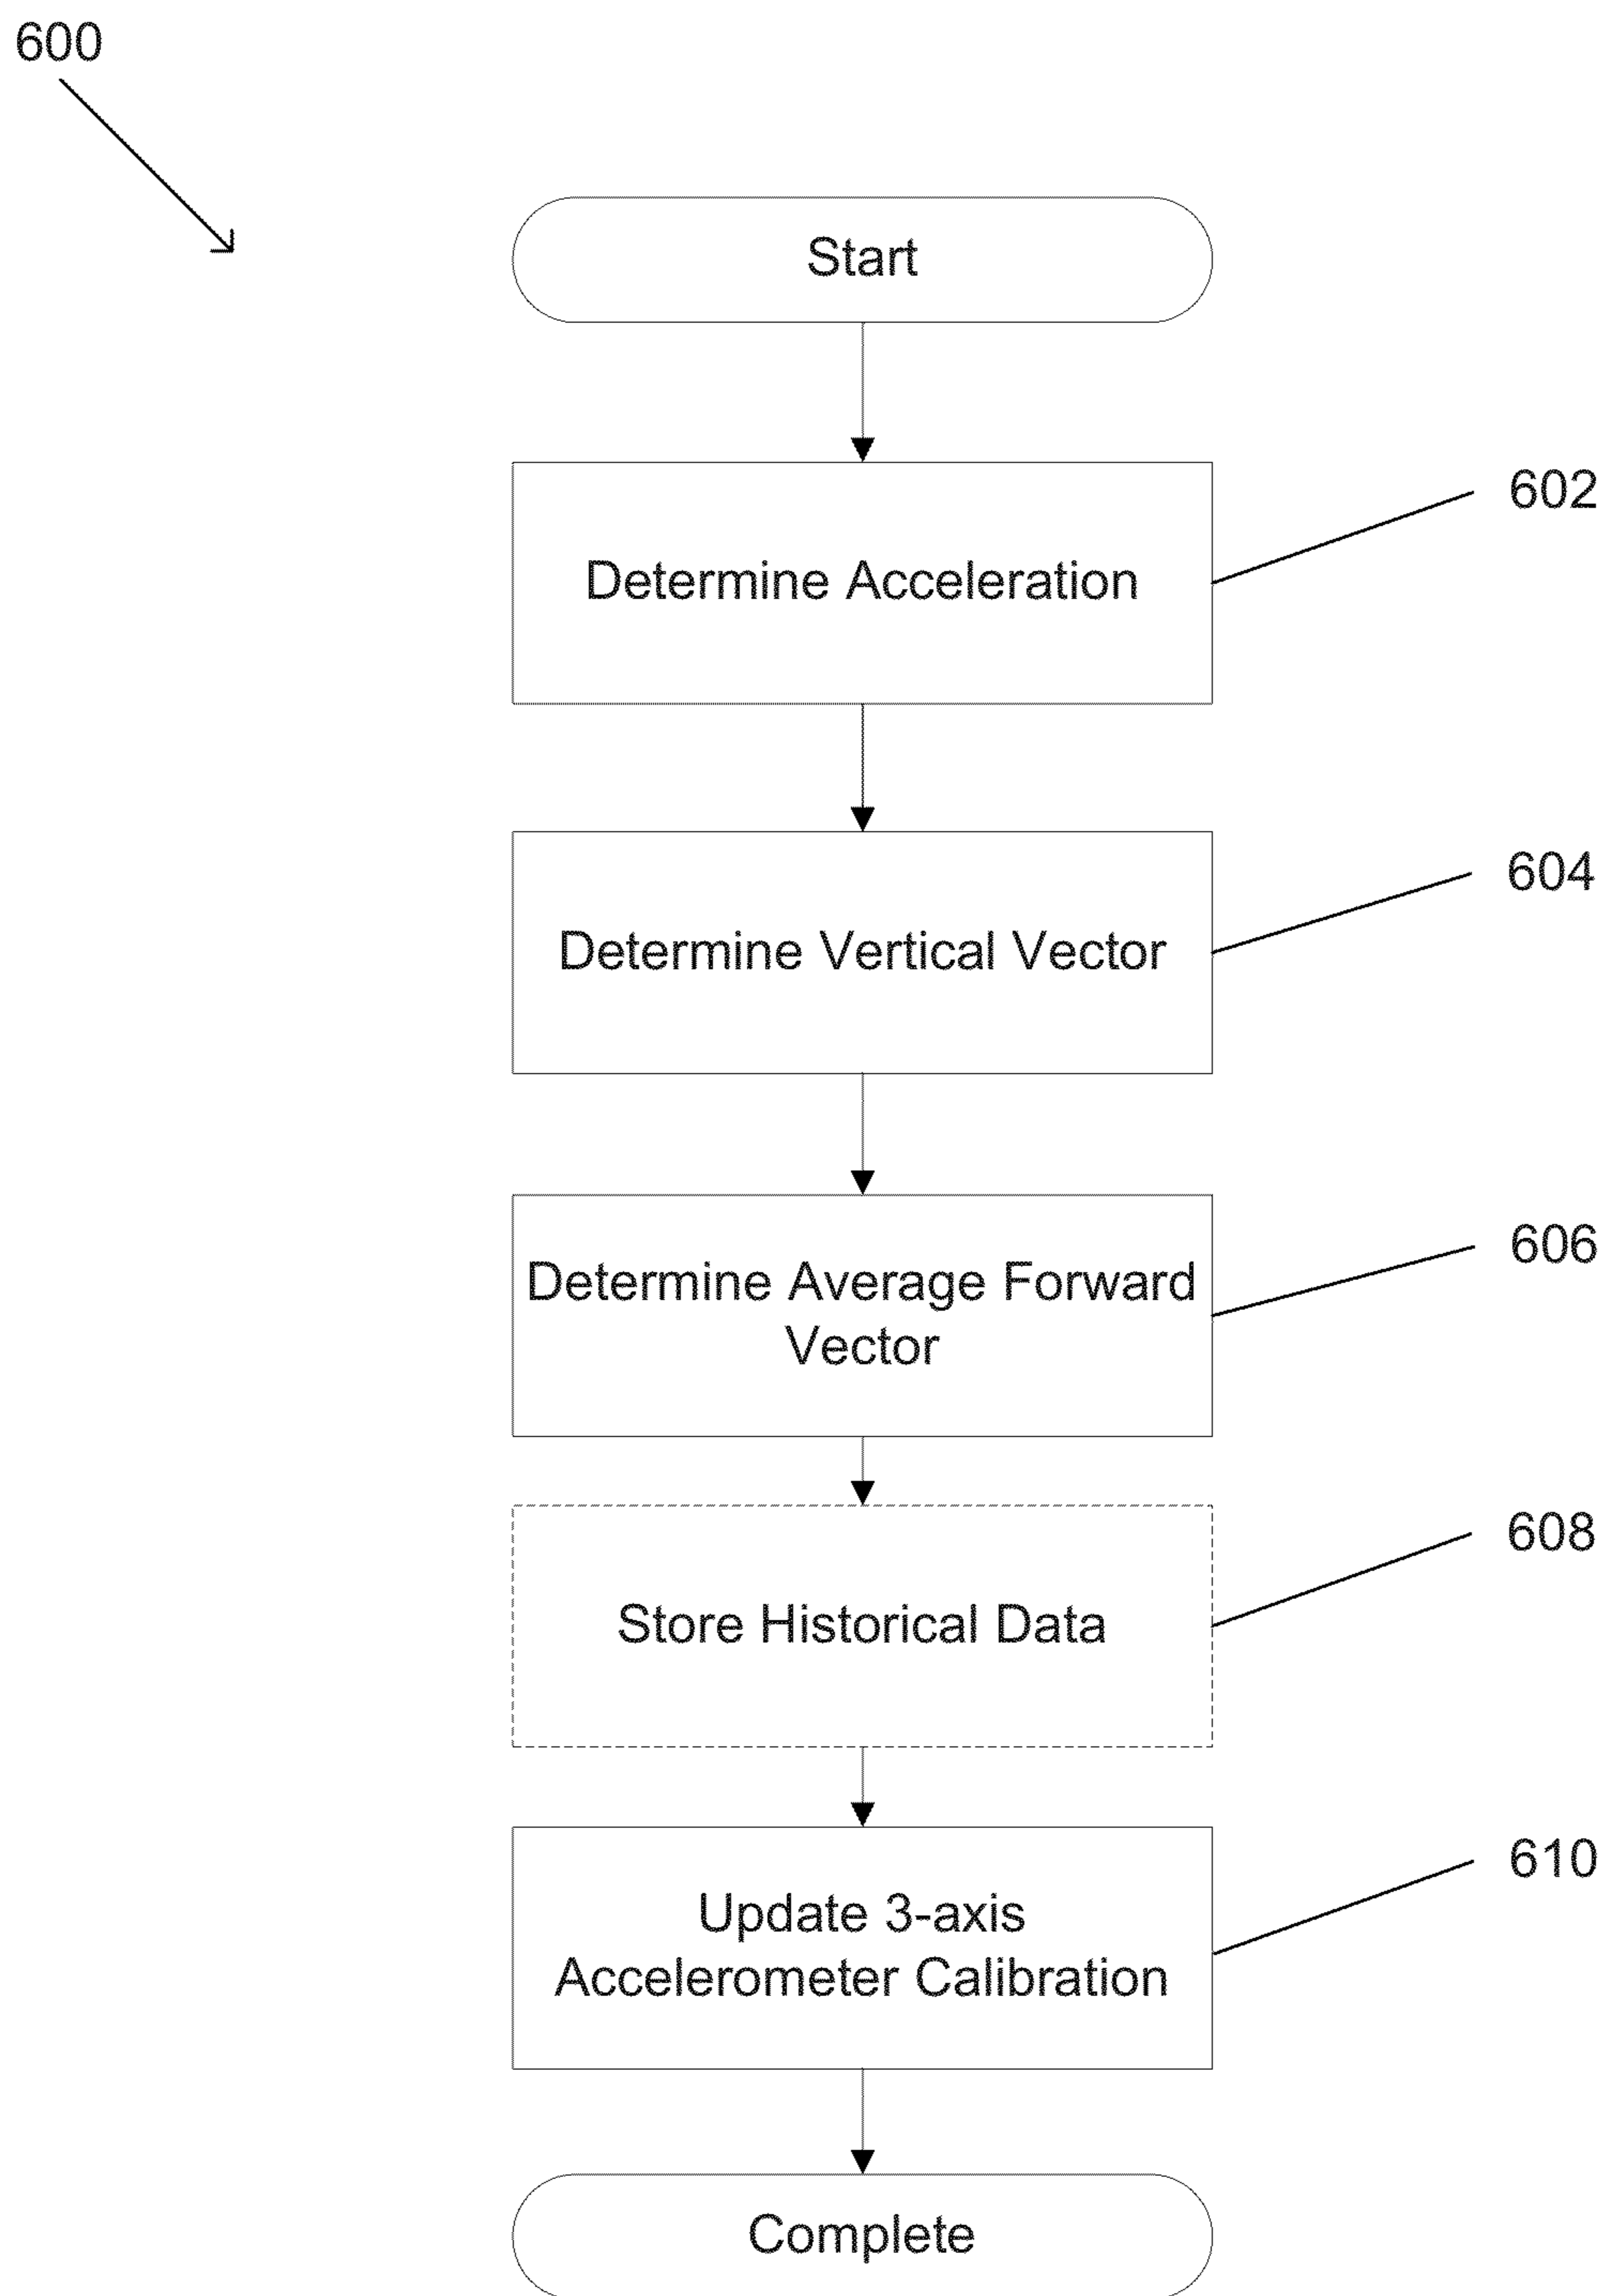 600
Start
602
Determine Acceleration
604
Determine Vertical Vector
606
Determine Average Forward
Vector
608
Store Historical Data
610
Update 3-axis
Accelerometer Calibration
Complete